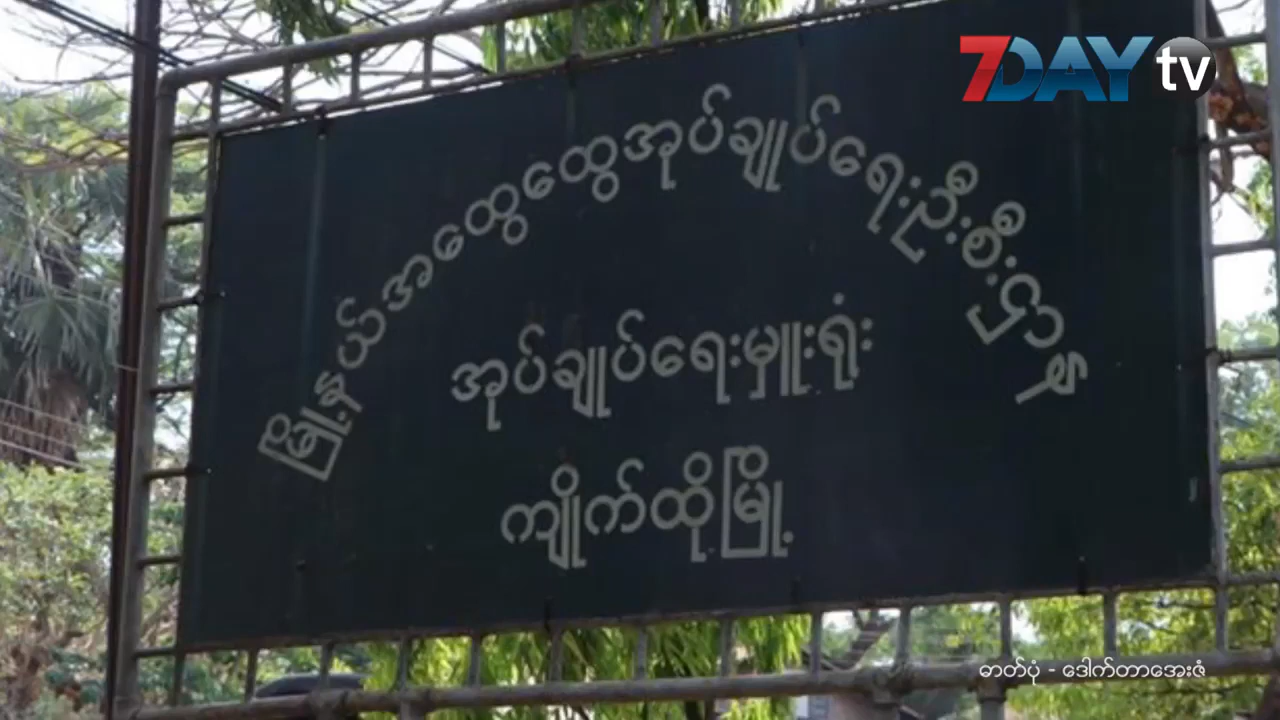 7DAY tv
မြို့နယ်အထွေထွေအုပ်ချုပ်ရေးဦးစီးဌာန
အုပ်ချုပ်ရေးမှူးရုံး
ကျိုက်ထိုမြို့
ဓာတ်ပုံ - ဒေါက်တာအေးဇံ